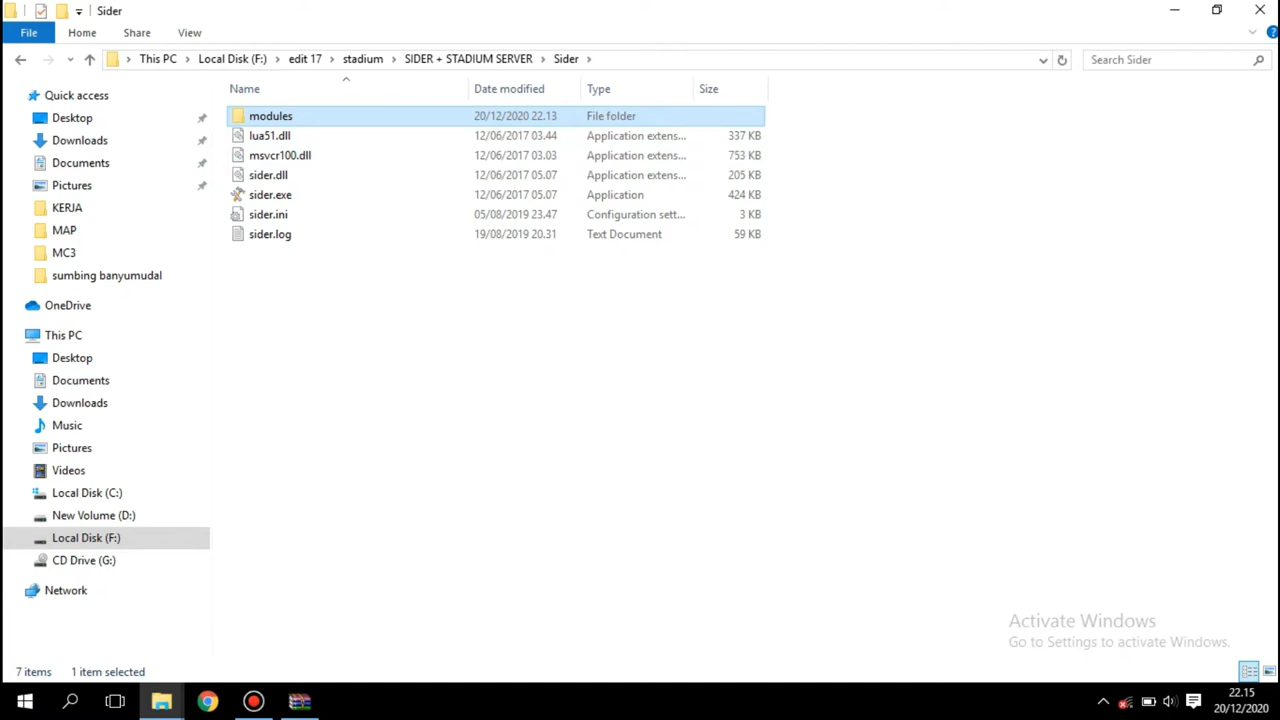 Sider
File
Home
Share
View
This PC
Local Disk (F:)
edit 17
stadium
SIDER + STADIUM SERVER
Sider
Search Sider
Quick access
Desktop
Downloads
Documents
Pictures
KERJA
MAP
MC3
sumbing banyumudal
OneDrive
This PC
Desktop
Documents
Downloads
Music
Pictures
Videos
Local Disk (C:)
New Volume (D:)
Local Disk (F:)
CD Drive (G:)
Network
Name Date modified Type Size
modules 20/12/2020 22.13 File folder
lua51.dll 12/06/2017 03.44 Application extens... 337 KB
msvcr100.dll 12/06/2017 03.03 Application extens... 753 KB
sider.dll 12/06/2017 05.07 Application extens... 205 KB
sider.exe 12/06/2017 05.07 Application 424 KB
sider.ini 05/08/2019 23.47 Configuration sett... 3 KB
sider.log 19/08/2019 20.31 Text Document 59 KB
Activate Windows
Go to Settings to activate Windows.
7 items 1 item selected
22.15
20/12/2020